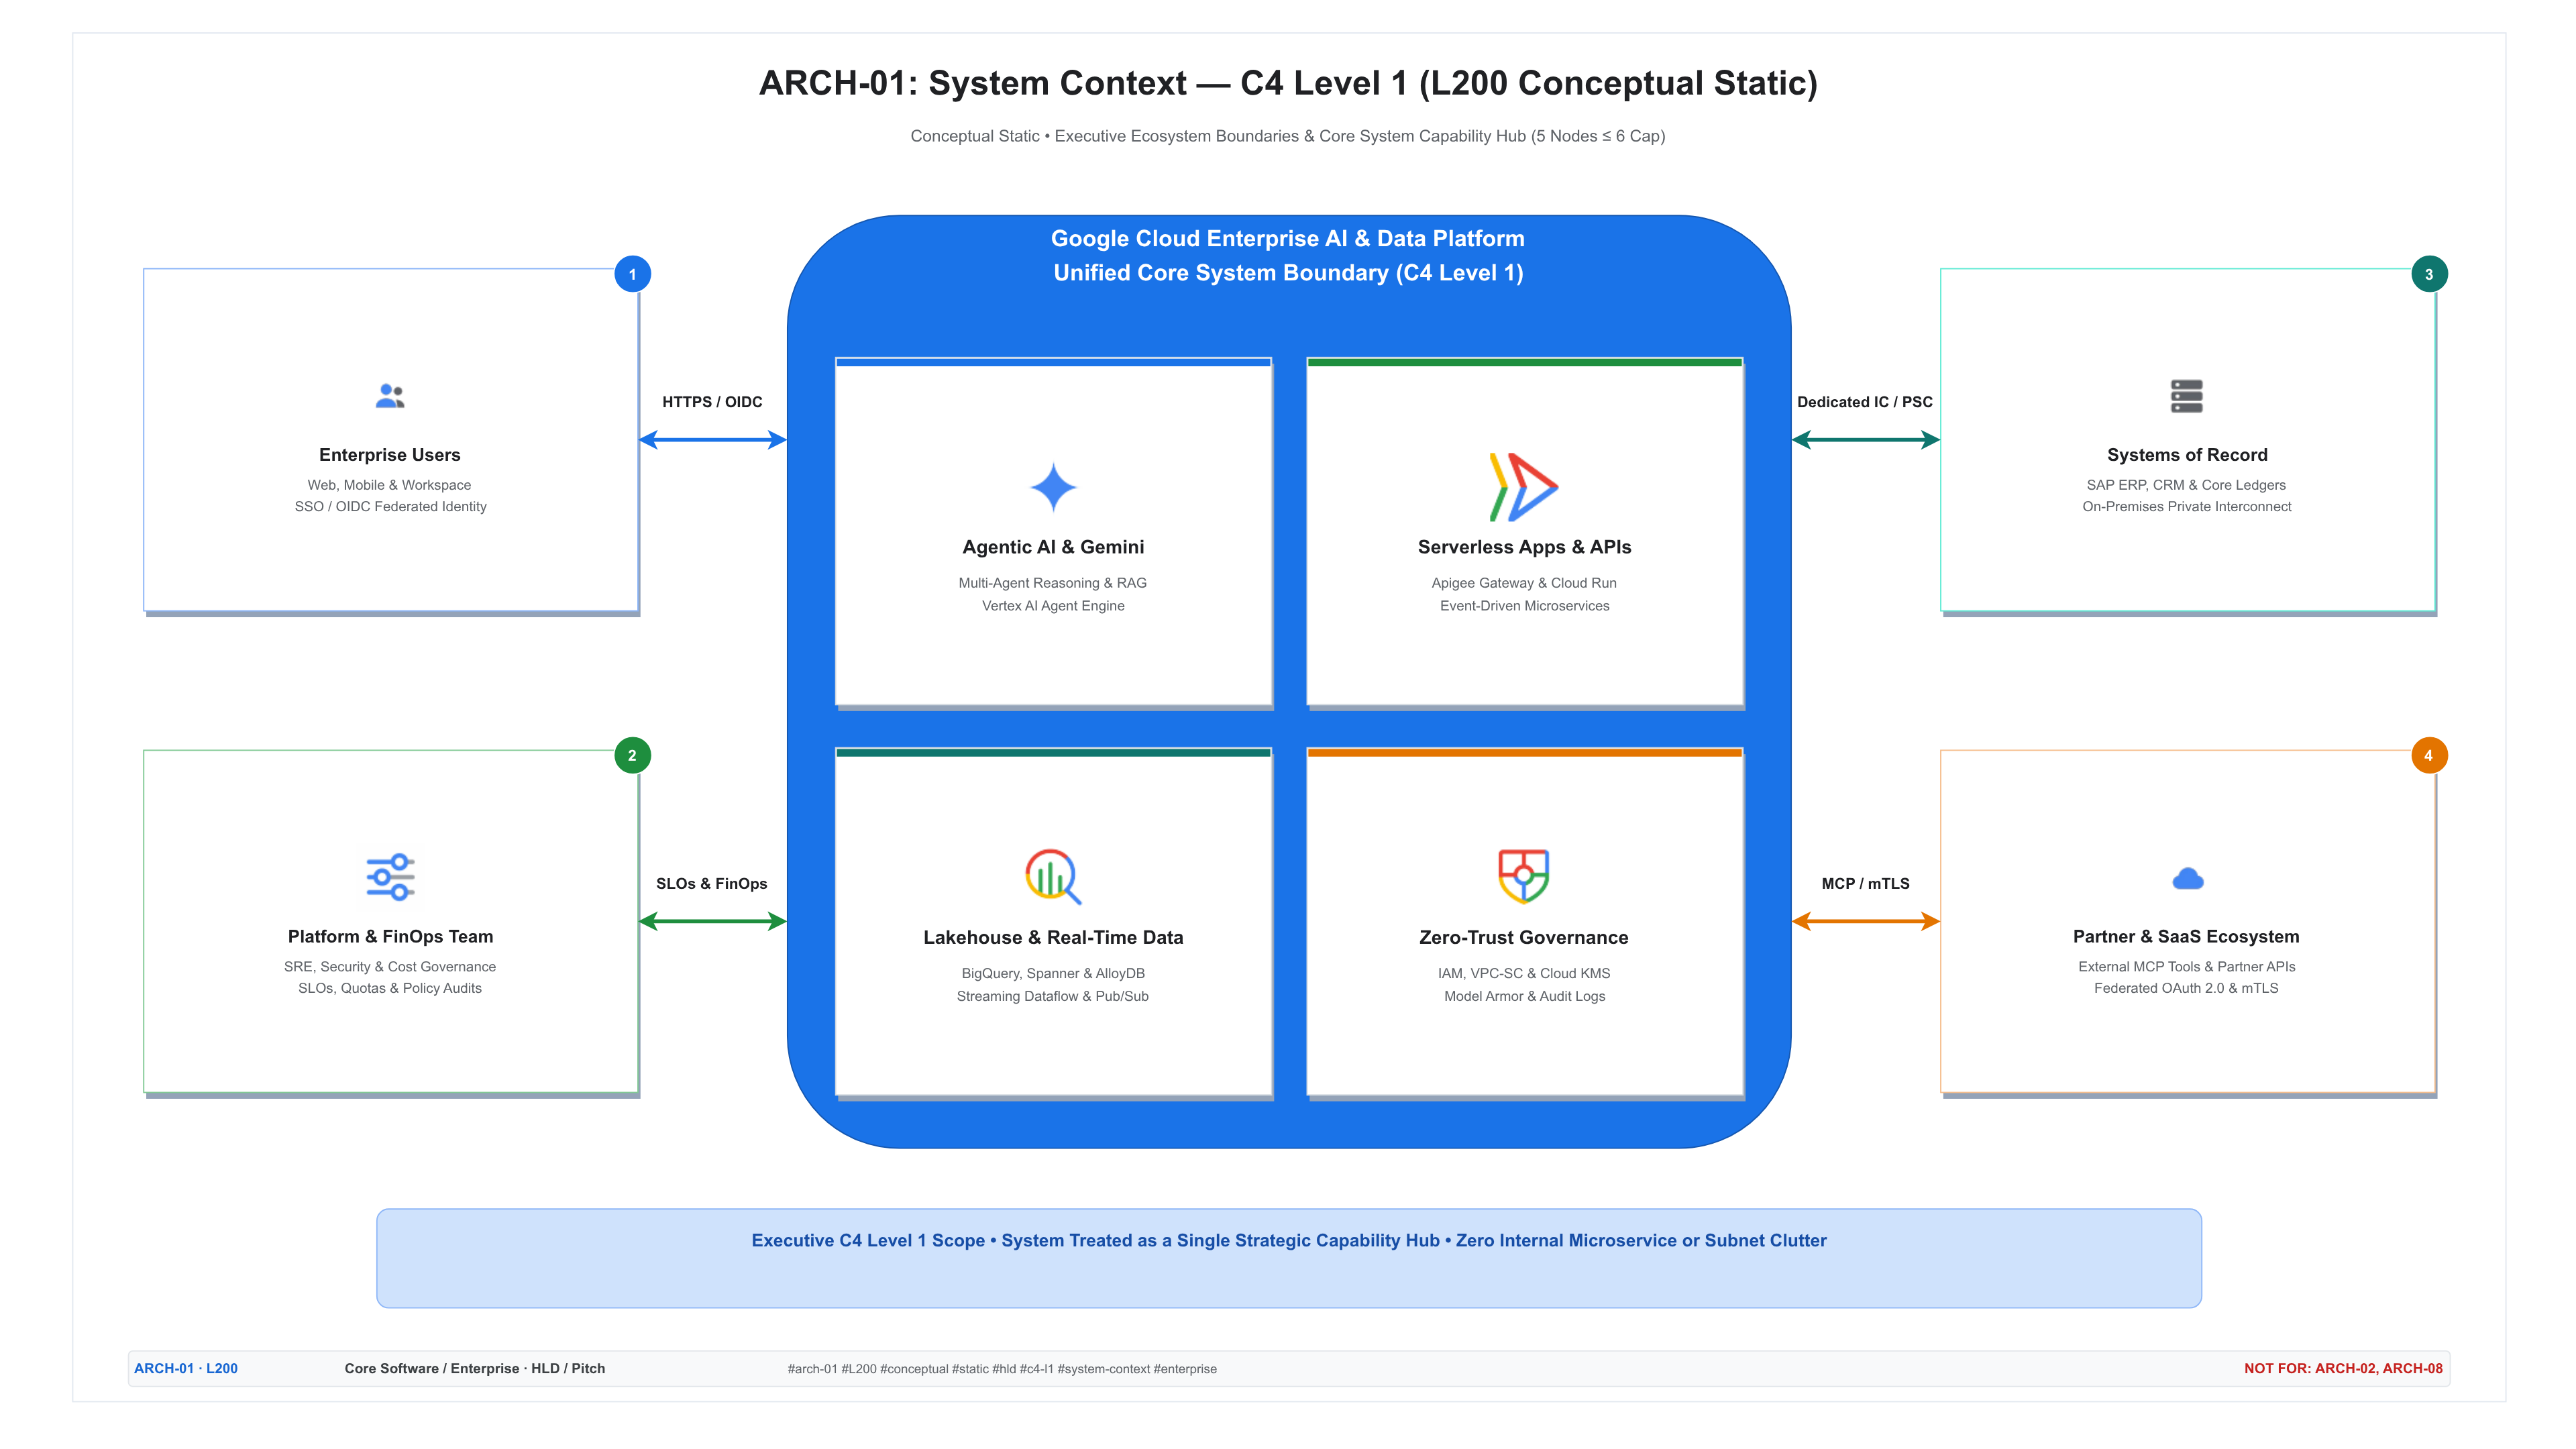 ARCH-01: System Context — C4 Level 1 (L200 Conceptual Static)
Conceptual Static • Executive Ecosystem Boundaries & Core System Capability Hub (5 Nodes ≤ 6 Cap)
1
Enterprise Users
Web, Mobile & Workspace
SSO / OIDC Federated Identity
HTTPS / OIDC
2
Platform & FinOps Team
SRE, Security & Cost Governance
SLOs, Quotas & Policy Audits
SLOs & FinOps
Google Cloud Enterprise AI & Data Platform
Unified Core System Boundary (C4 Level 1)
Agentic AI & Gemini
Multi-Agent Reasoning & RAG
Vertex AI Agent Engine
Serverless Apps & APIs
Apigee Gateway & Cloud Run
Event-Driven Microservices
Lakehouse & Real-Time Data
BigQuery, Spanner & AlloyDB
Streaming Dataflow & Pub/Sub
Zero-Trust Governance
IAM, VPC-SC & Cloud KMS
Model Armor & Audit Logs
Dedicated IC / PSC
3
Systems of Record
SAP ERP, CRM & Core Ledgers
On-Premises Private Interconnect
MCP / mTLS
4
Partner & SaaS Ecosystem
External MCP Tools & Partner APIs
Federated OAuth 2.0 & mTLS
Executive C4 Level 1 Scope • System Treated as a Single Strategic Capability Hub • Zero Internal Microservice or Subnet Clutter
ARCH-01 · L200
Core Software / Enterprise · HLD / Pitch
#arch-01 #L200 #conceptual #static #hld #c4-l1 #system-context #enterprise
NOT FOR: ARCH-02, ARCH-08